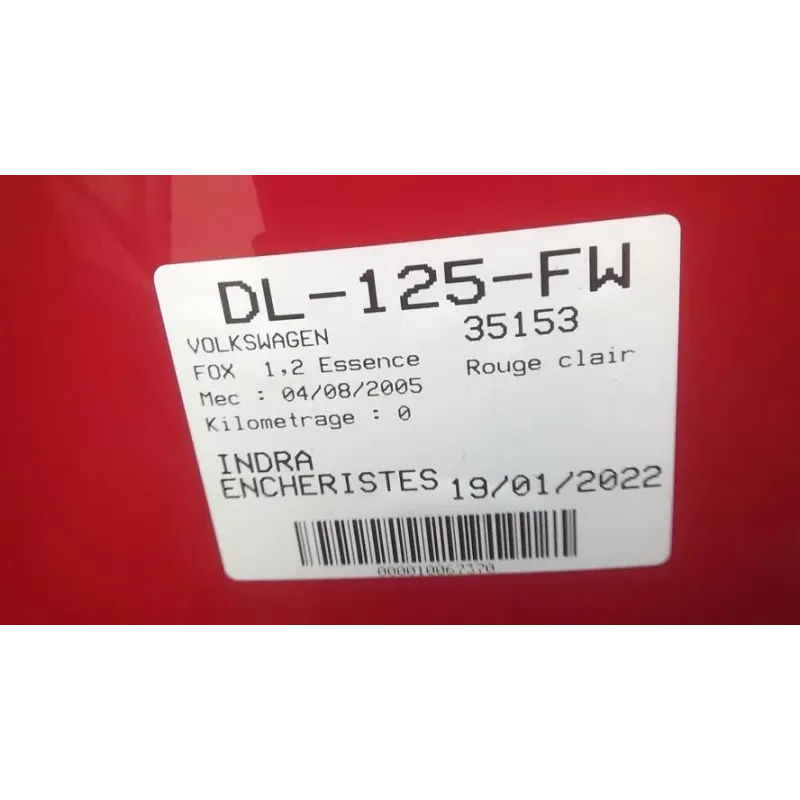 DL-125-FW
VOLKSWAGEN 35153
FOX 1,2 Essence Rouge clair
Mec : 04/08/2005
Kilometrage : 0
INDRA
ENCHERISTES 19/01/2022
000010067370